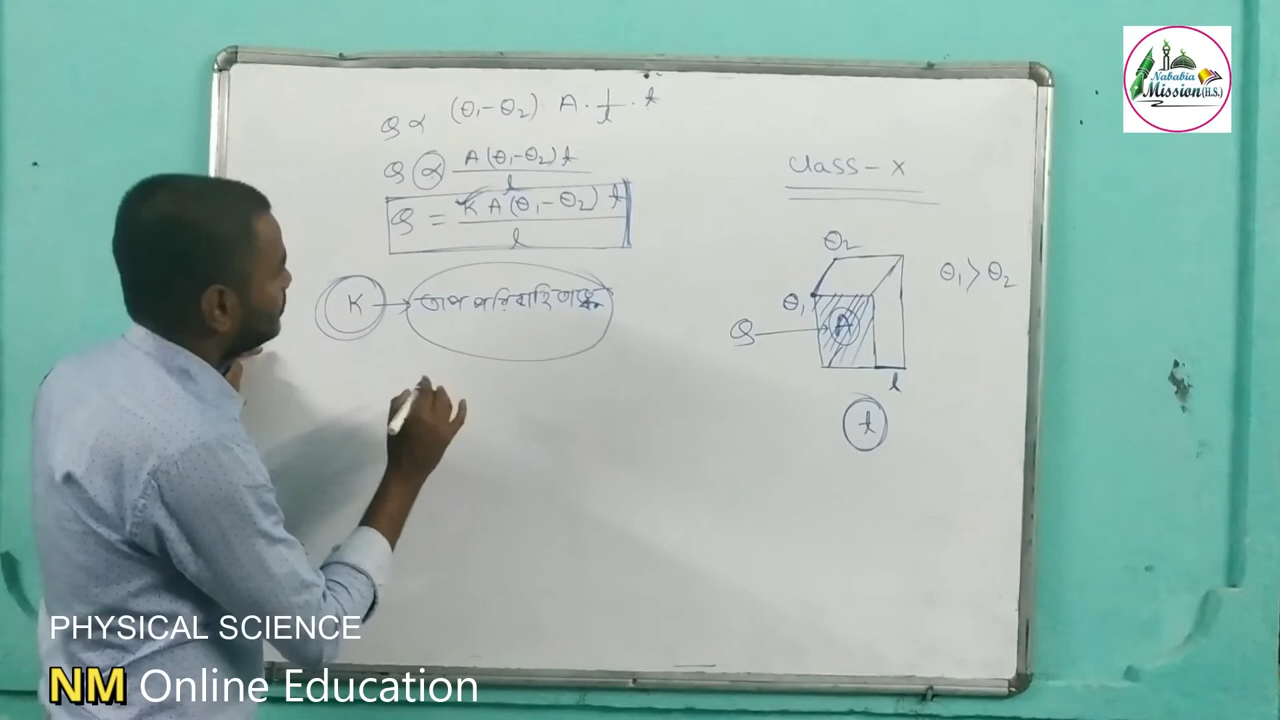 Q ∝ (θ₁-θ₂) A · 1/l · t
Q ∝ A(θ₁-θ₂)t / l
Q = K A(θ₁-θ₂) t / l
K → তাপ পরিবাহিতাঙ্ক
Class - X
θ₂
θ₁ > θ₂
θ₁
Q
A
l
t
Nababia
Mission (H.S.)
PHYSICAL SCIENCE
NM Online Education